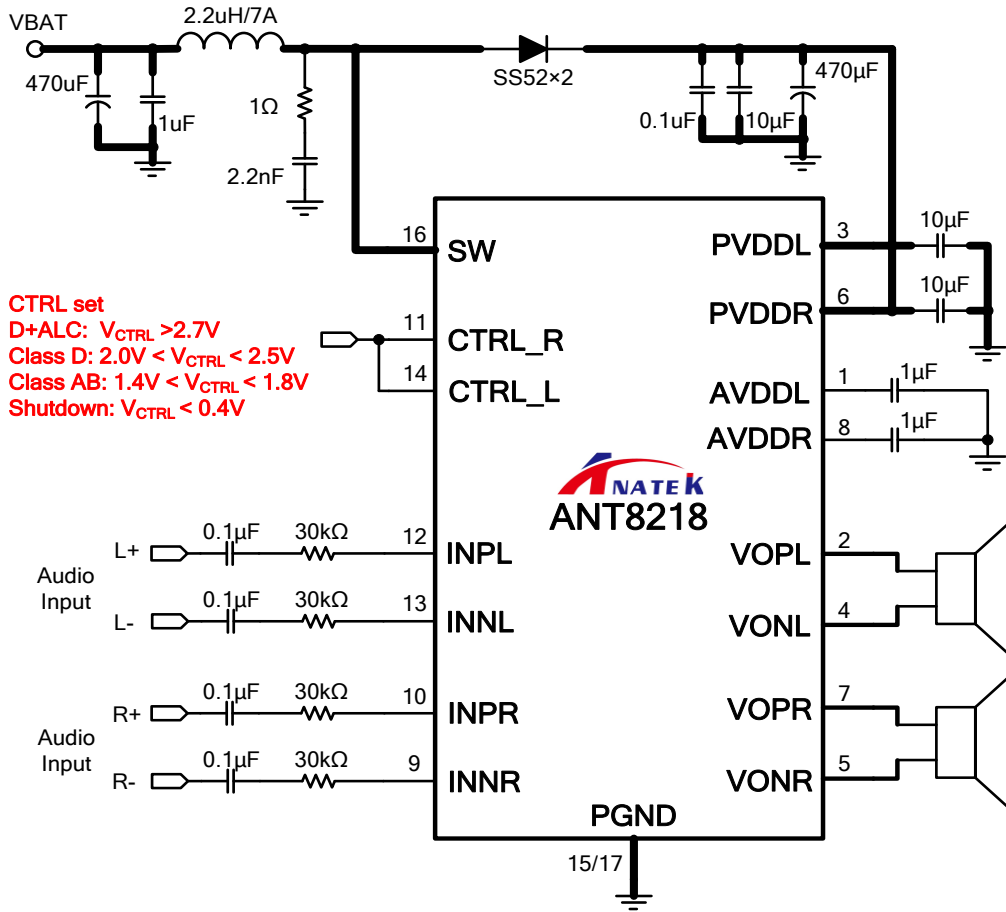 VBAT
2.2uH/7A
470uF
1uF
1Ω
2.2nF
SS52×2
0.1uF
10µF
470µF
16
SW
3
PVDDL
10µF
6
PVDDR
10µF
CTRL set
D+ALC: VCTRL >2.7V
Class D: 2.0V < VCTRL < 2.5V
Class AB: 1.4V < VCTRL < 1.8V
Shutdown: VCTRL < 0.4V
11
CTRL_R
14
CTRL_L
1
AVDDL
1µF
8
AVDDR
1µF
ANATEK
ANT8218
Audio
Input
L+
0.1µF
30kΩ
12
INPL
L-
0.1µF
30kΩ
13
INNL
2
VOPL
4
VONL
Audio
Input
R+
0.1µF
30kΩ
10
INPR
R-
0.1µF
30kΩ
9
INNR
7
VOPR
5
VONR
PGND
15/17